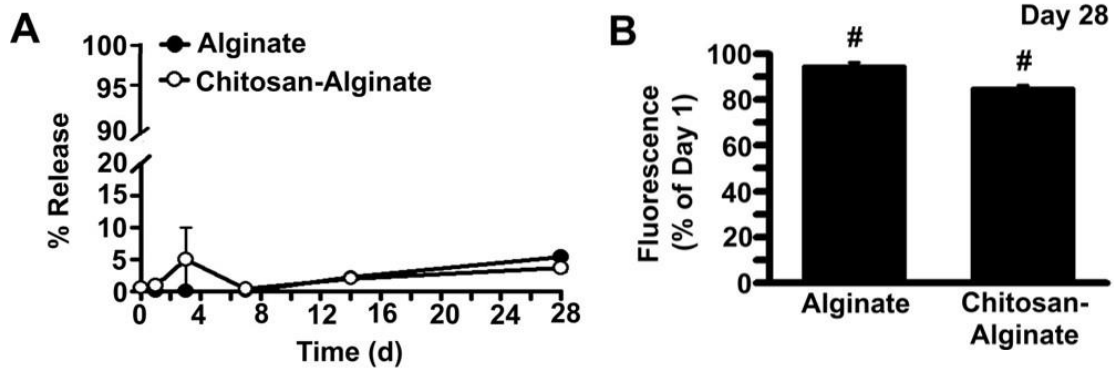 A
100
95
90
20
15
10
5
0
% Release
Alginate
Chitosan-Alginate
0 4 8 12 16 20 24 28
Time (d)
B
Day 28
100
80
60
40
20
0
Fluorescence
(% of Day 1)
#
#
Alginate
Chitosan-
Alginate